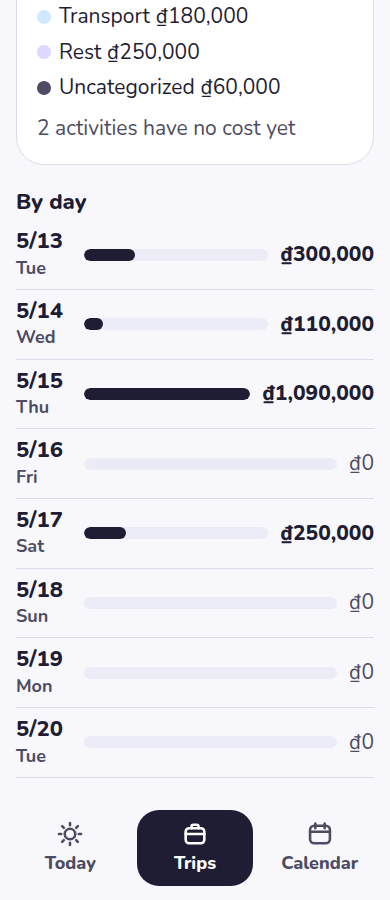 Transport ₫180,000
Rest ₫250,000
Uncategorized ₫60,000
2 activities have no cost yet
By day
5/13
Tue
₫300,000
5/14
Wed
₫110,000
5/15
Thu
₫1,090,000
5/16
Fri
₫0
5/17
Sat
₫250,000
5/18
Sun
₫0
5/19
Mon
₫0
5/20
Tue
₫0
Today
Trips
Calendar